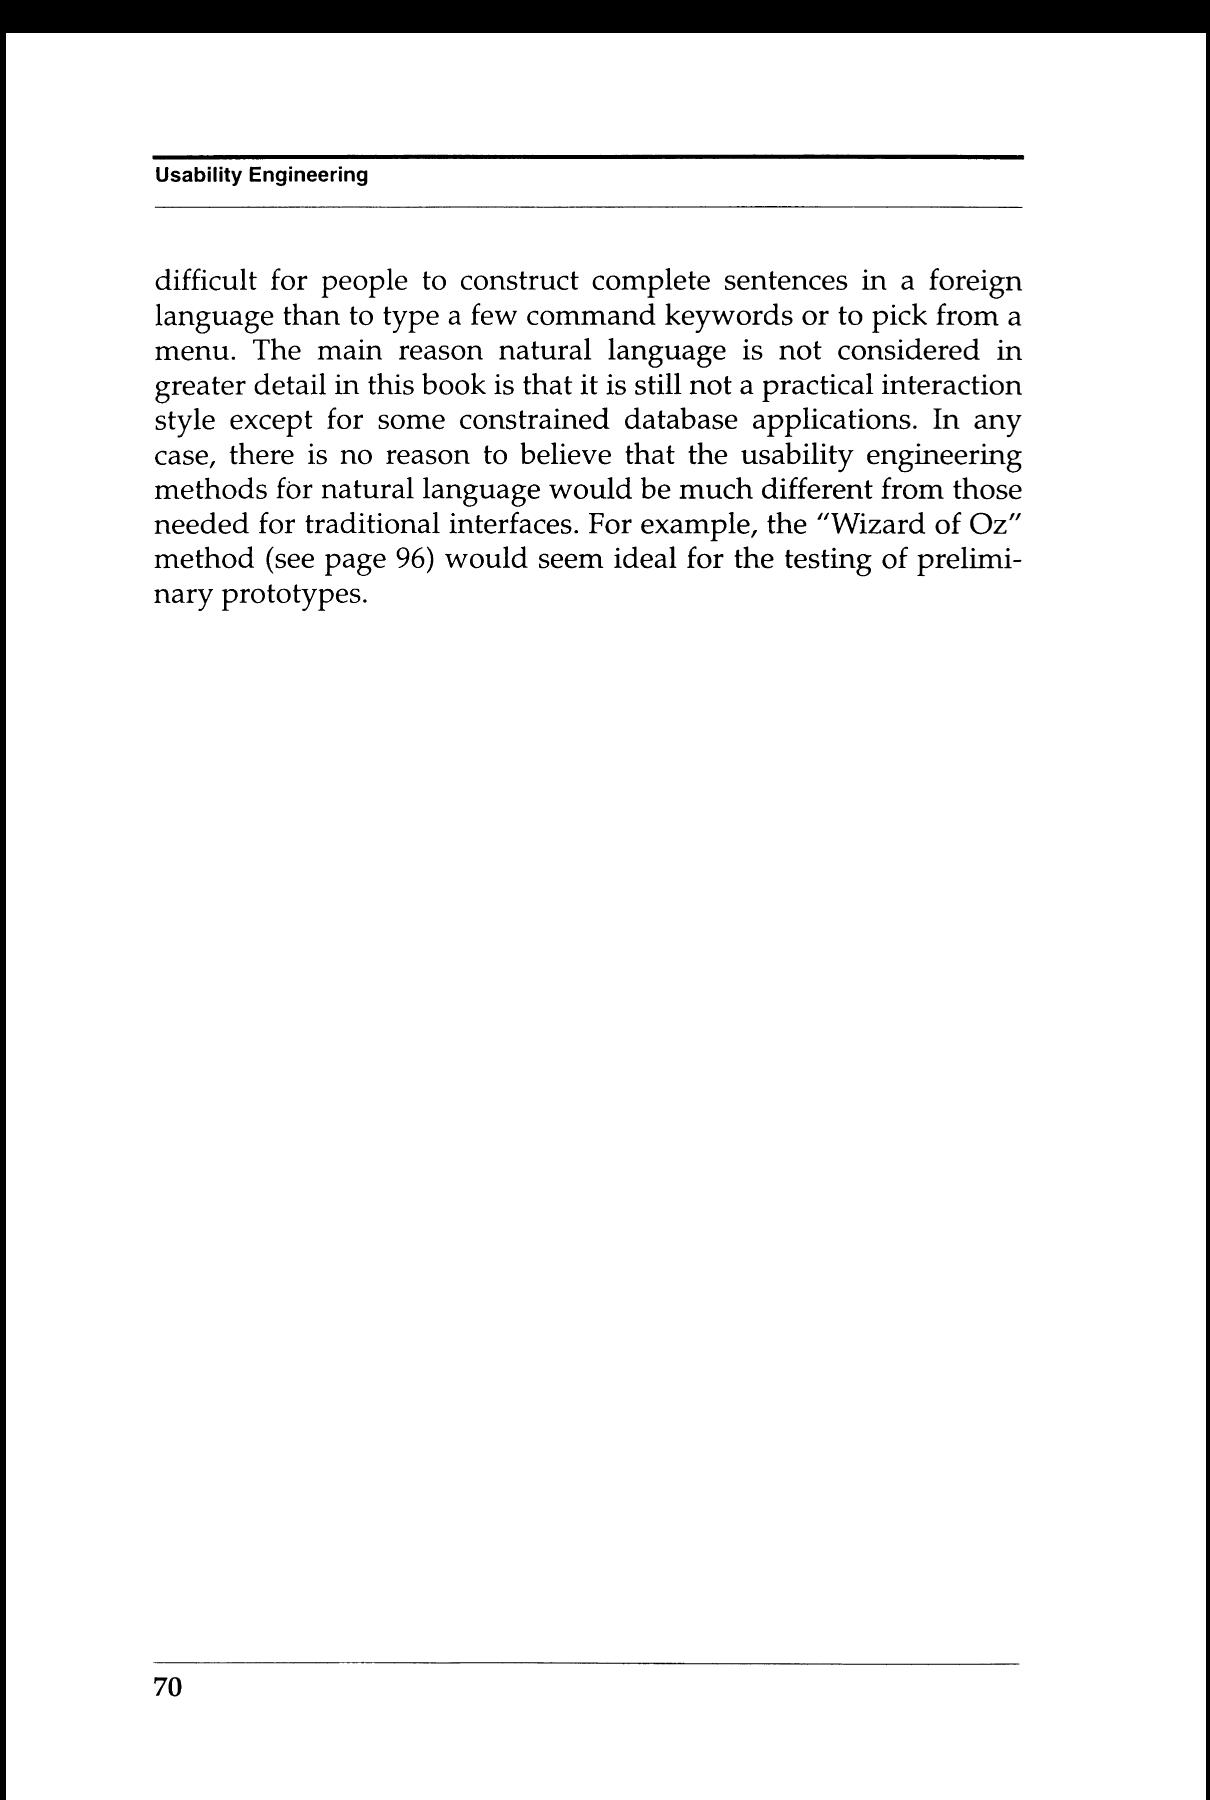 Usability Engineering
difficult for people to construct complete sentences in a foreign
language than to type a few command keywords or to pick from a
menu. The main reason natural language is not considered in
greater detail in this book is that it is still not a practical interaction
style except for some constrained database applications. In any
case, there is no reason to believe that the usability engineering
methods for natural language would be much different from those
needed for traditional interfaces. For example, the "Wizard of Oz"
method (see page 96) would seem ideal for the testing of prelimi-
nary prototypes.
70